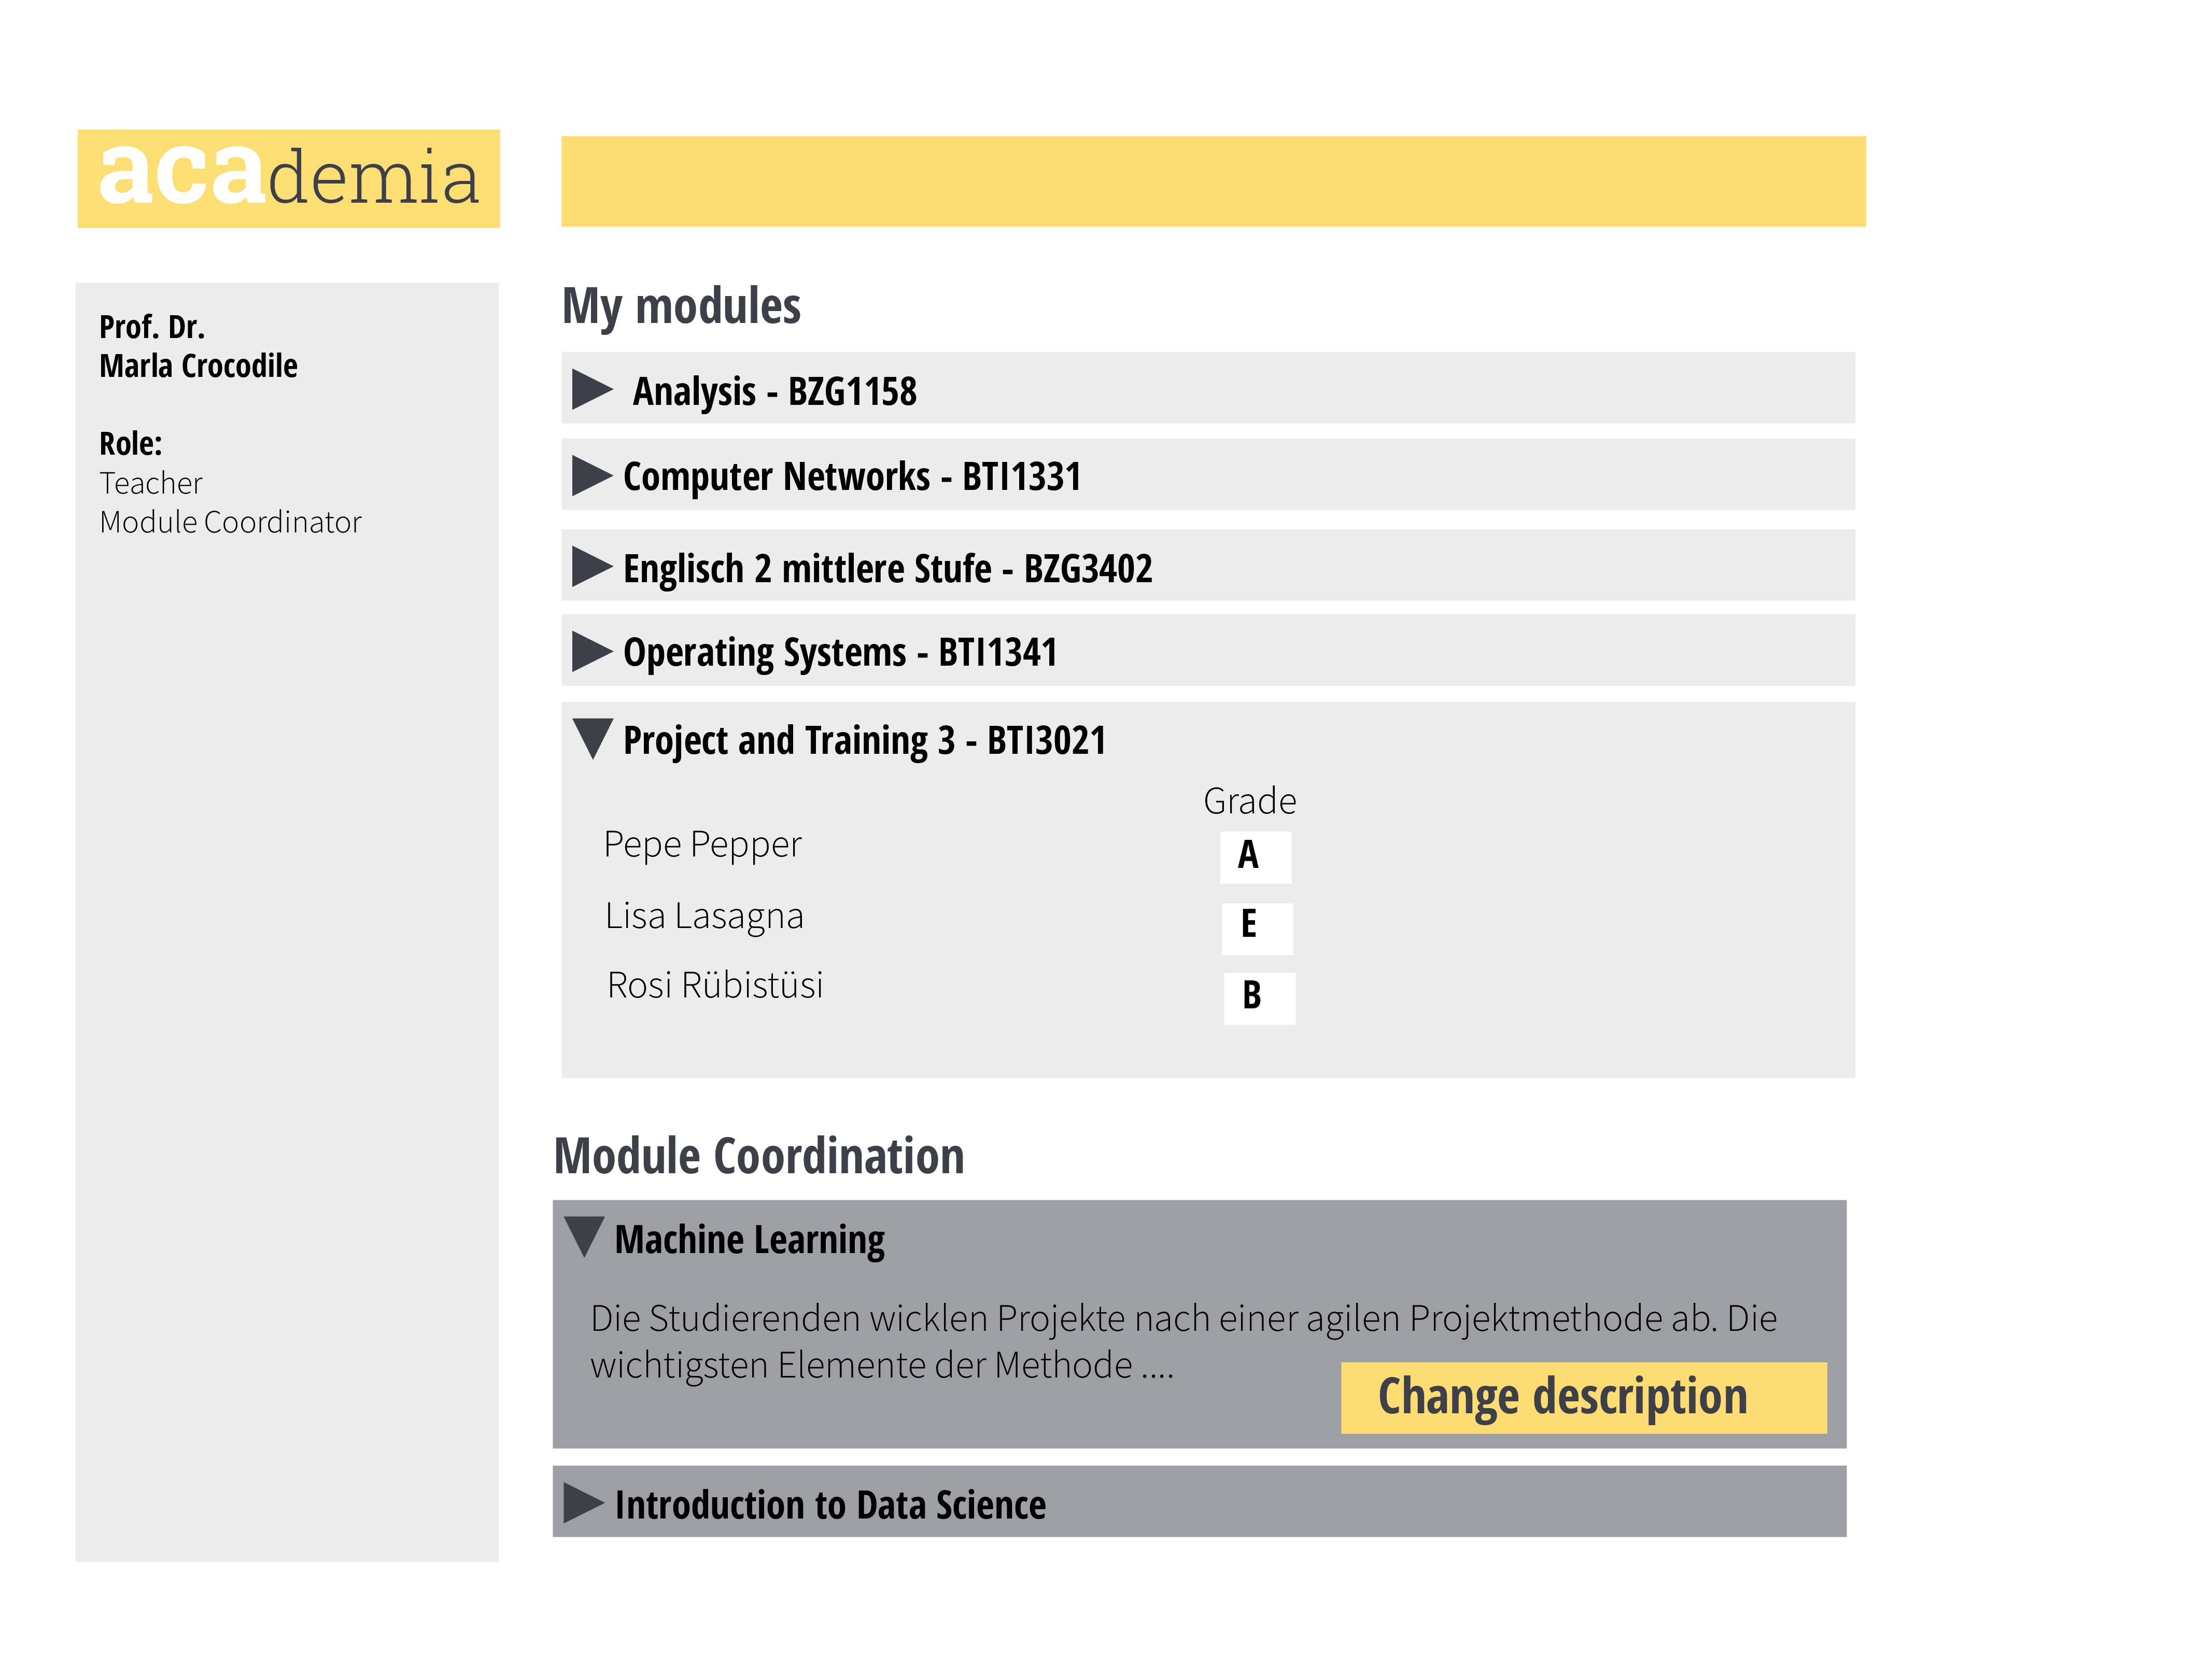 academia
Prof. Dr.
Marla Crocodile
Role:
Teacher
Module Coordinator
My modules
Analysis - BZG1158
Computer Networks - BTI1331
Englisch 2 mittlere Stufe - BZG3402
Operating Systems - BTI1341
Project and Training 3 - BTI3021
Grade
Pepe Pepper A
Lisa Lasagna E
Rosi Rübistüsi B
Module Coordination
Machine Learning
Die Studierenden wicklen Projekte nach einer agilen Projektmethode ab. Die
wichtigsten Elemente der Methode ....
Change description
Introduction to Data Science